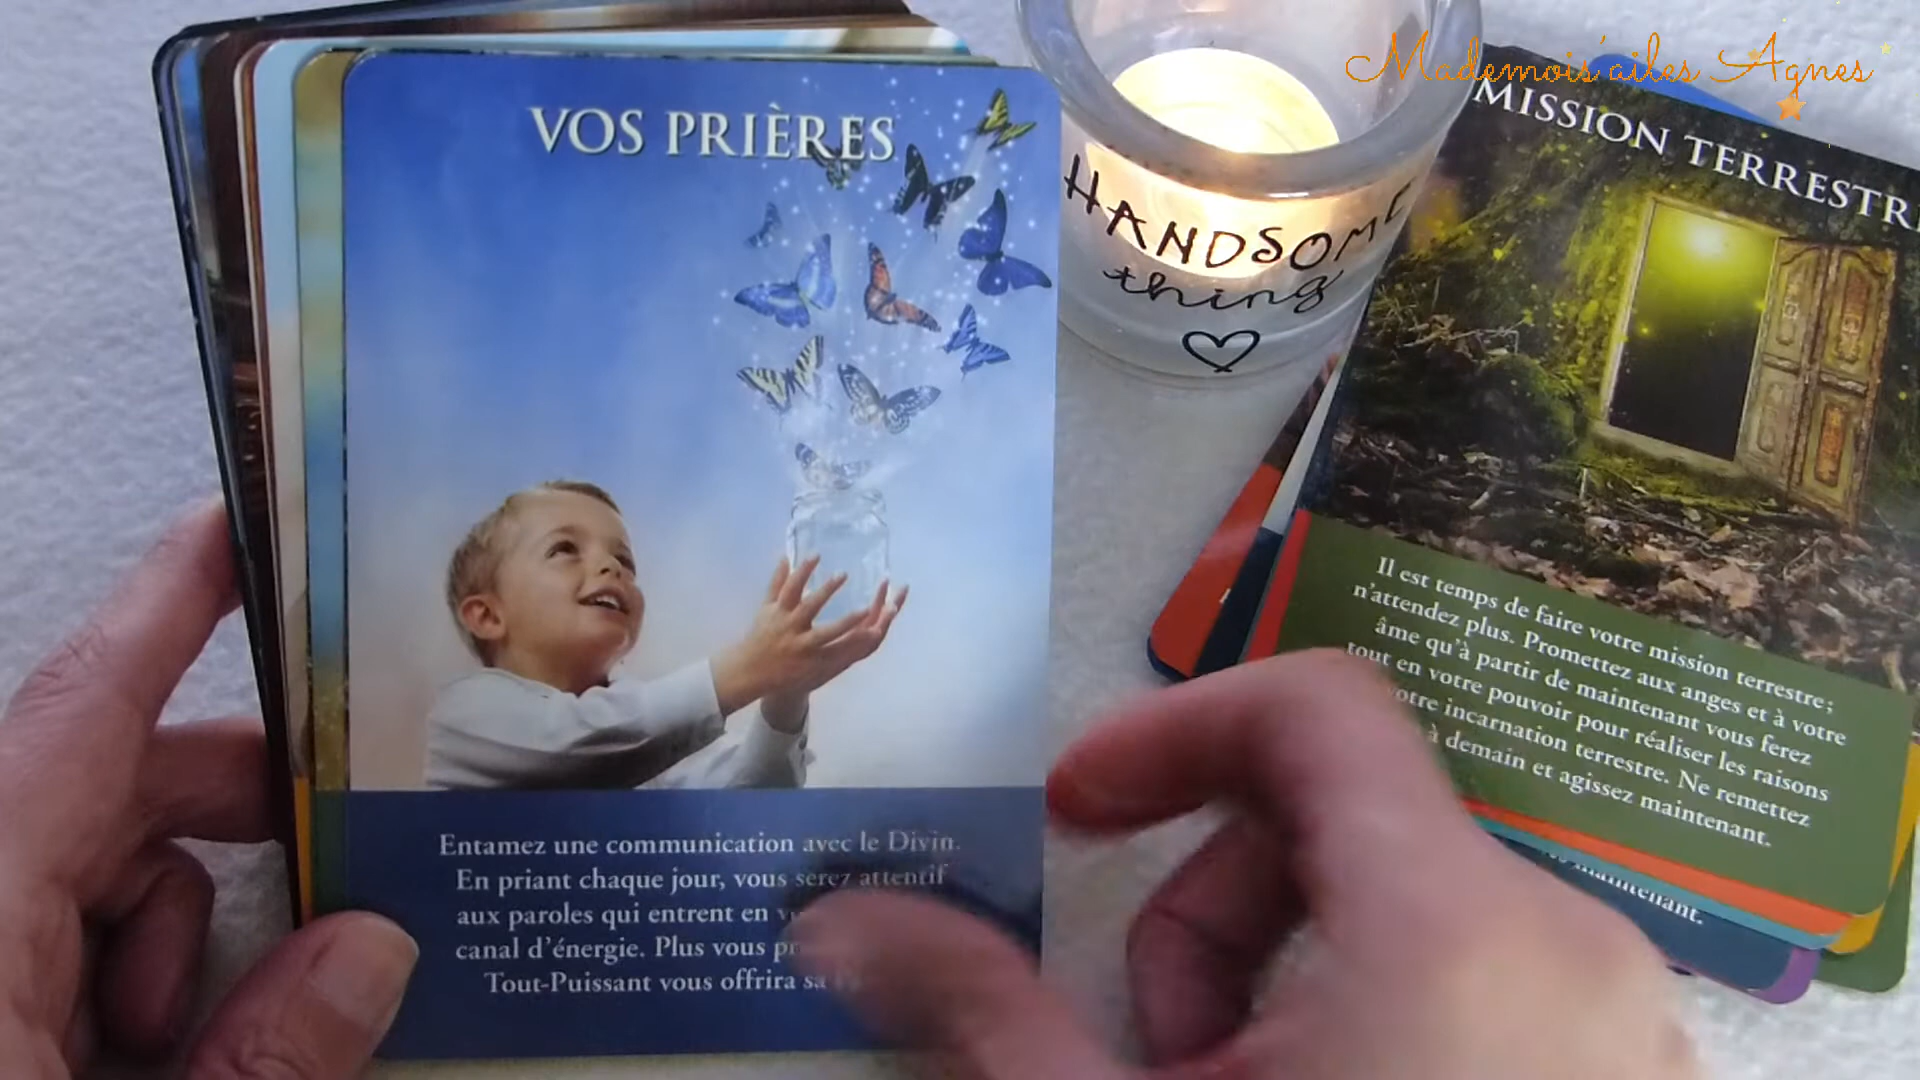 Mademois'ailes Agnes
VOS PRIÈRES
Entamez une communication avec le Divin.
En priant chaque jour, vous serez attentif
aux paroles qui entrent en
canal d'énergie. Plus vous
Tout-Puissant vous offrira
HANDSOME
thing
MISSION TERRESTRE
Il est temps de faire votre mission terrestre ;
n'attendez plus. Promettez aux anges et à votre
âme qu'à partir de maintenant vous ferez
tout en votre pouvoir pour réaliser les raisons
votre incarnation terrestre. Ne remettez
à demain et agissez maintenant.
maintenant.